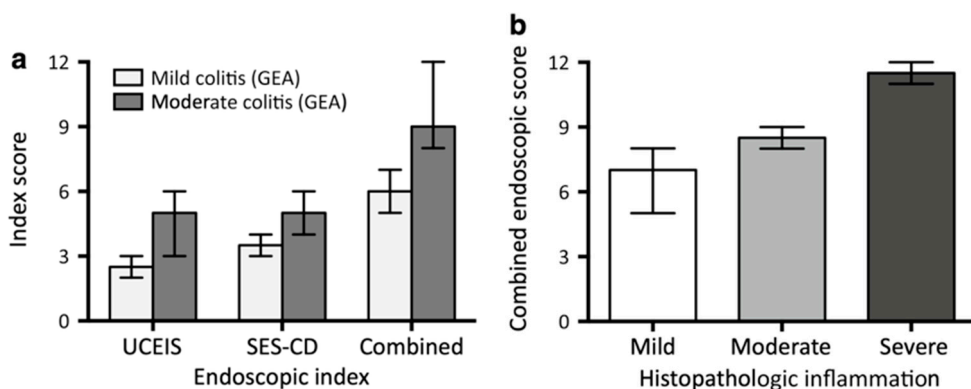 a
12
9
6
3
0
Index score
Mild colitis (GEA)
Moderate colitis (GEA)
UCEIS SES-CD Combined
Endoscopic index
b
12
9
6
3
0
Combined endoscopic score
Mild Moderate Severe
Histopathologic inflammation